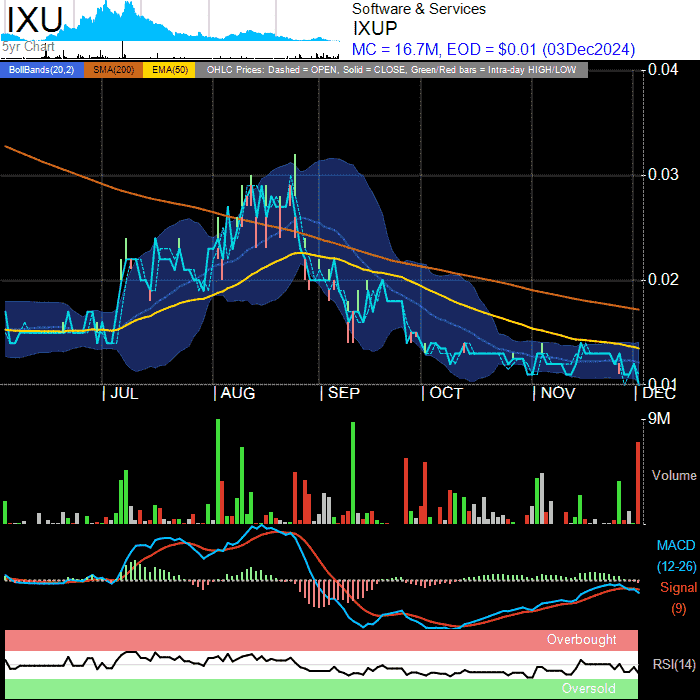 IXU
5yr Chart
Software & Services
IXUP
MC = 16.7M, EOD = $0.01 (03Dec2024)
BollBands(20,2) SMA(200) EMA(50) OHLC Prices: Dashed = OPEN, Solid = CLOSE, Green/Red bars = Intra-day HIGH/LOW
0.04
0.03
0.02
0.01
JUL AUG SEP OCT NOV DEC
9M
Volume
MACD
(12-26)
Signal
(9)
Overbought
RSI(14)
Oversold